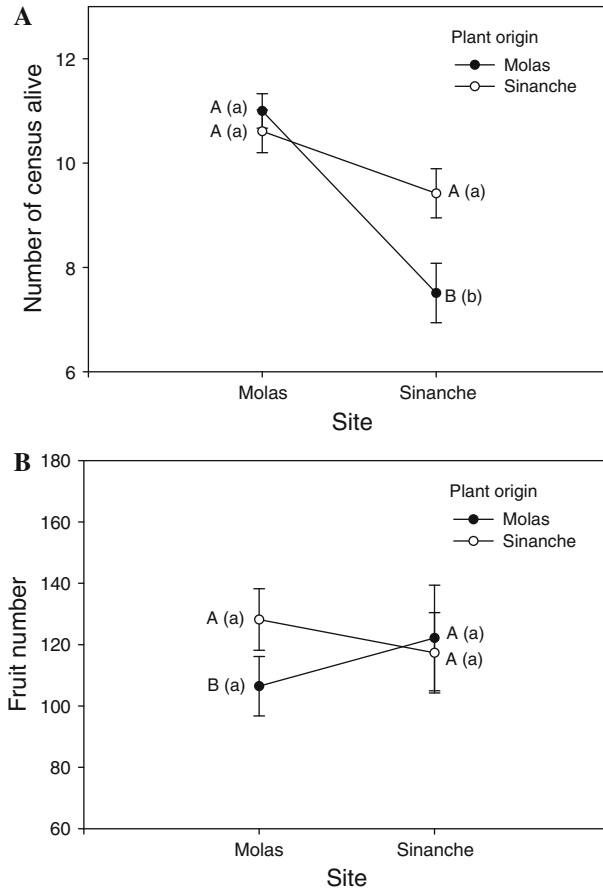 A
Number of census alive
12
10
8
6
Plant origin
Molas
Sinanche
A (a)
A (a)
A (a)
B (b)
Molas
Sinanche
Site
B
Fruit number
180
160
140
120
100
80
60
Plant origin
Molas
Sinanche
A (a)
B (a)
A (a)
A (a)
Molas
Sinanche
Site